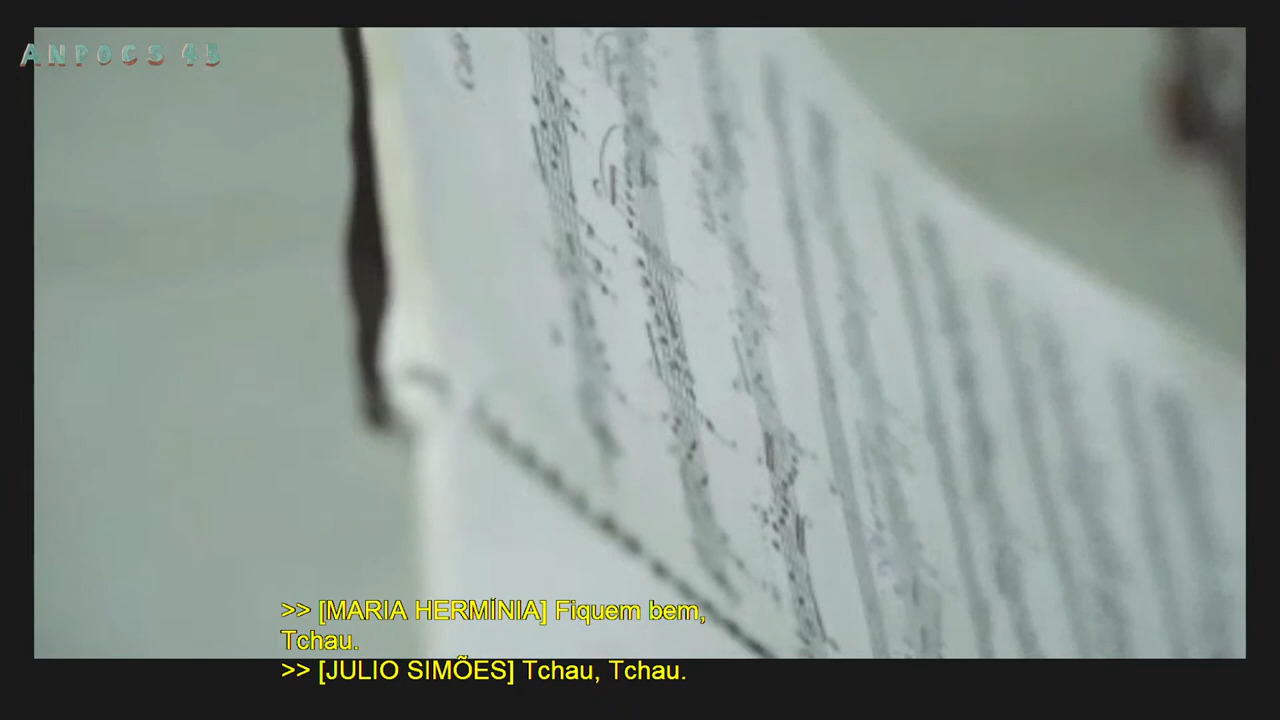 ANPOCS 45
>> [MARIA HERMÍNIA] Fiquem bem,
Tchau.
>> [JULIO SIMÕES] Tchau, Tchau.